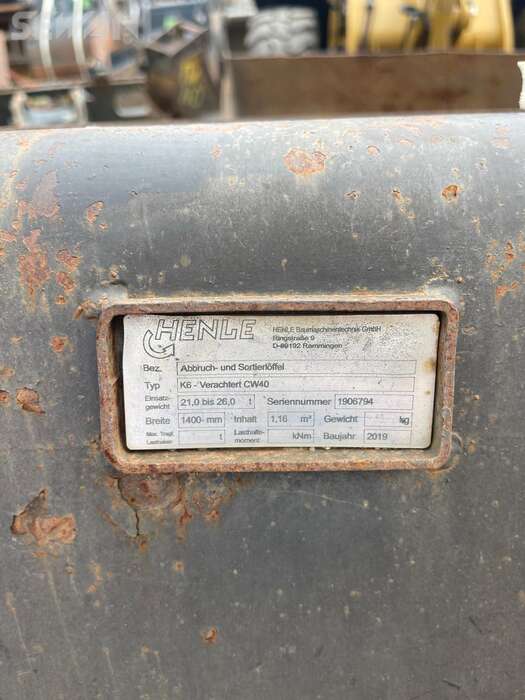 HENLE
HENLE Baumaschinentechnik GmbH
Ringstraße 9
D-89192 Rammingen
Bez. Abbruch- und Sortierlöffel
Typ K6 - Verachtert CW40
Einsatz-gewicht 21,0 bis 26,0 t Seriennummer 1906794
Breite 1400- mm Inhalt 1,16 m³ Gewicht kg
Max. Tragl. Lasthaken t Lasthalte-moment kNm Baujahr 2019